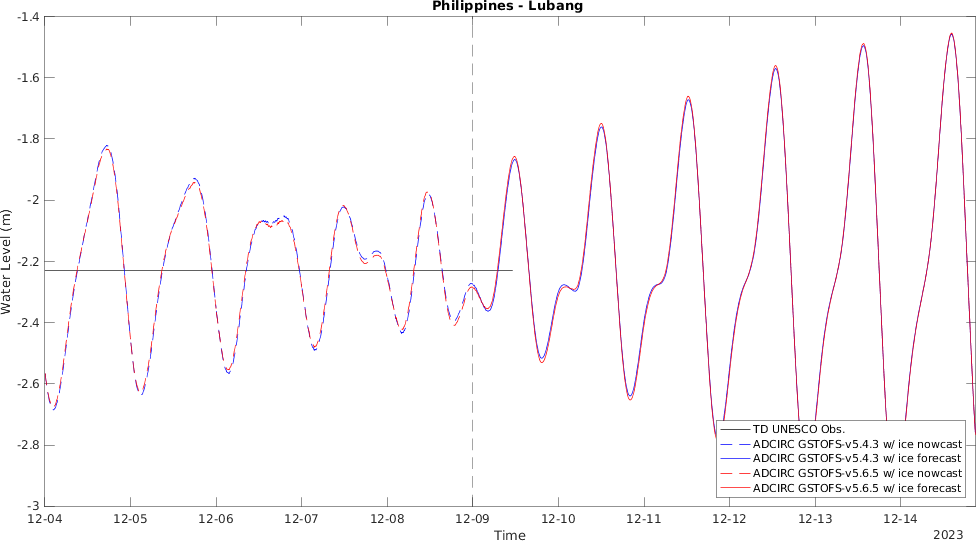 Philippines - Lubang
-1.4
-1.6
-1.8
-2
-2.2
-2.4
-2.6
-2.8
-3
Water Level (m)
TD UNESCO Obs.
ADCIRC GSTOFS-v5.4.3 w/ ice nowcast
ADCIRC GSTOFS-v5.4.3 w/ ice forecast
ADCIRC GSTOFS-v5.6.5 w/ ice nowcast
ADCIRC GSTOFS-v5.6.5 w/ ice forecast
12-04 12-05 12-06 12-07 12-08 12-09 12-10 12-11 12-12 12-13 12-14
Time
2023